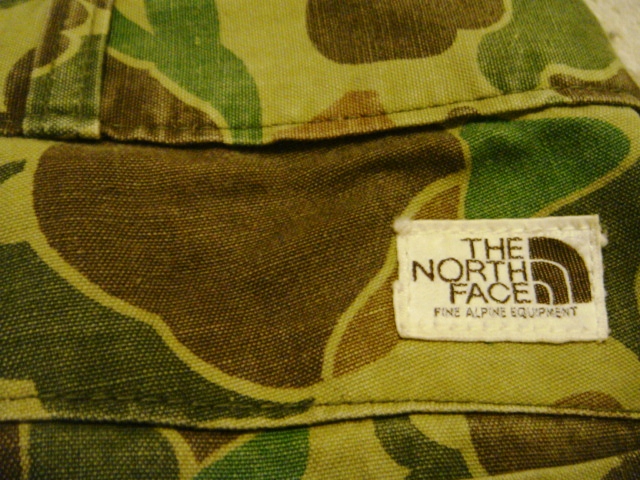 THE
NORTH
FACE
FINE ALPINE EQUIPMENT